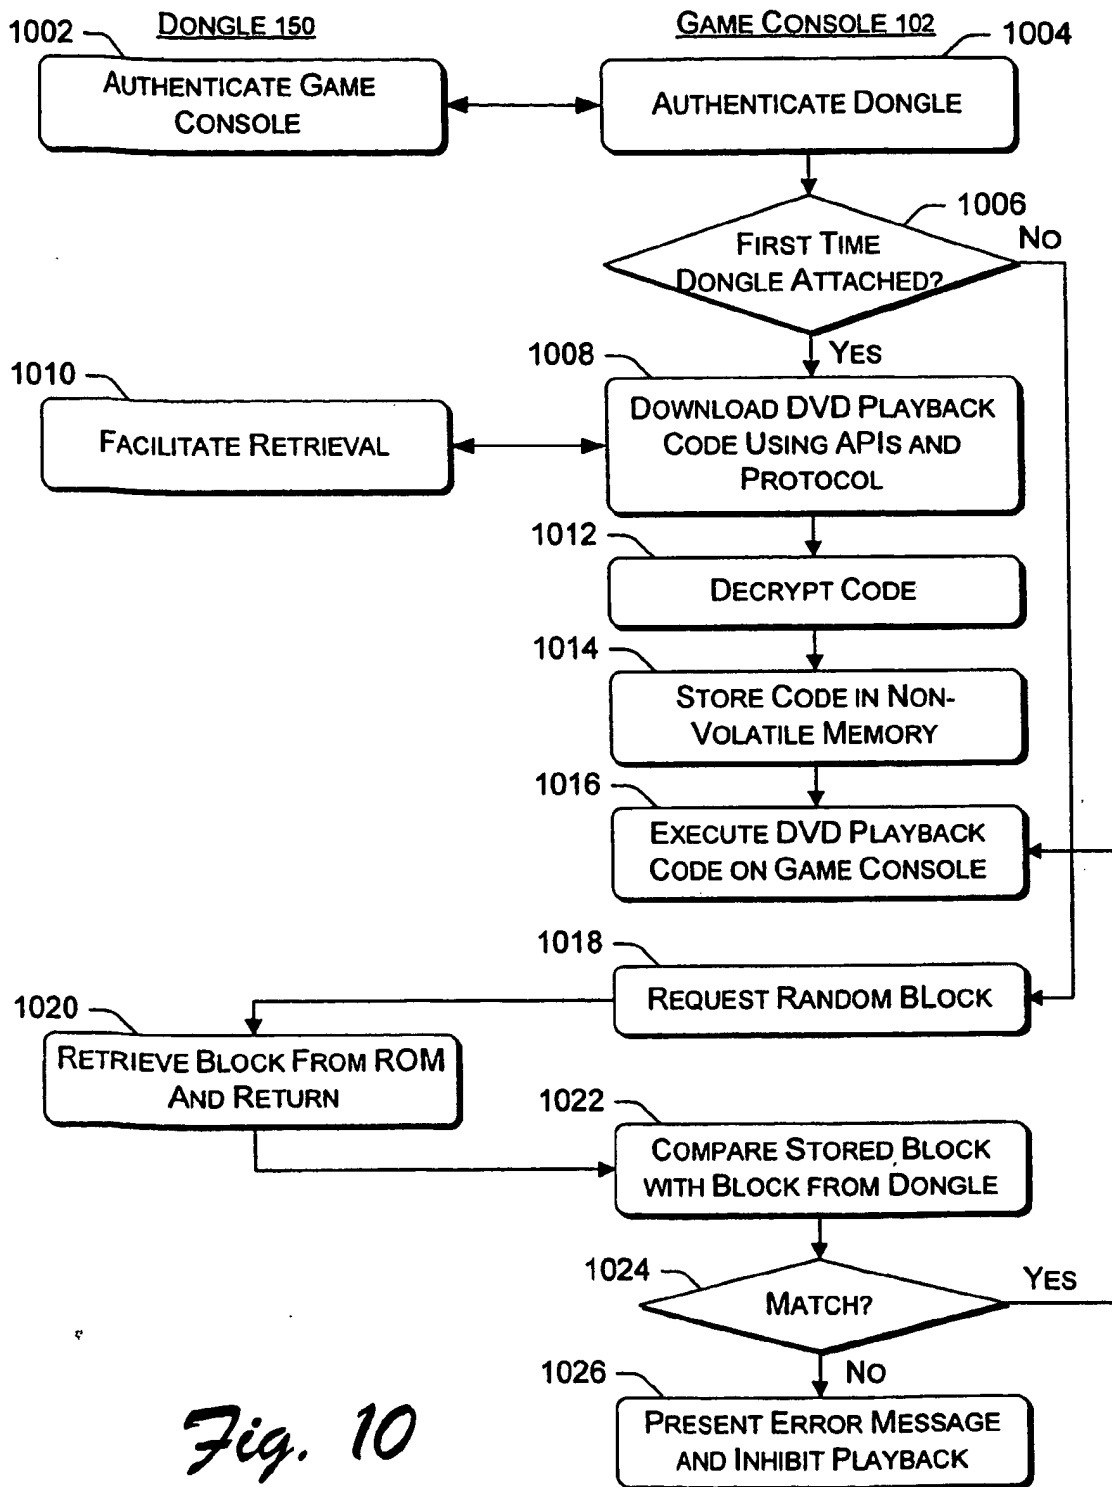 DONGLE 150
GAME CONSOLE 102
1002
1004
AUTHENTICATE GAME
CONSOLE
AUTHENTICATE DONGLE
1006
FIRST TIME
DONGLE ATTACHED?
NO
YES
1008
1010
DOWNLOAD DVD PLAYBACK
CODE USING APIS AND
PROTOCOL
FACILITATE RETRIEVAL
1012
DECRYPT CODE
1014
STORE CODE IN NON-
VOLATILE MEMORY
1016
EXECUTE DVD PLAYBACK
CODE ON GAME CONSOLE
1018
REQUEST RANDOM BLOCK
1020
RETRIEVE BLOCK FROM ROM
AND RETURN
1022
COMPARE STORED BLOCK
WITH BLOCK FROM DONGLE
1024
MATCH?
YES
NO
1026
PRESENT ERROR MESSAGE
AND INHIBIT PLAYBACK
Fig. 10